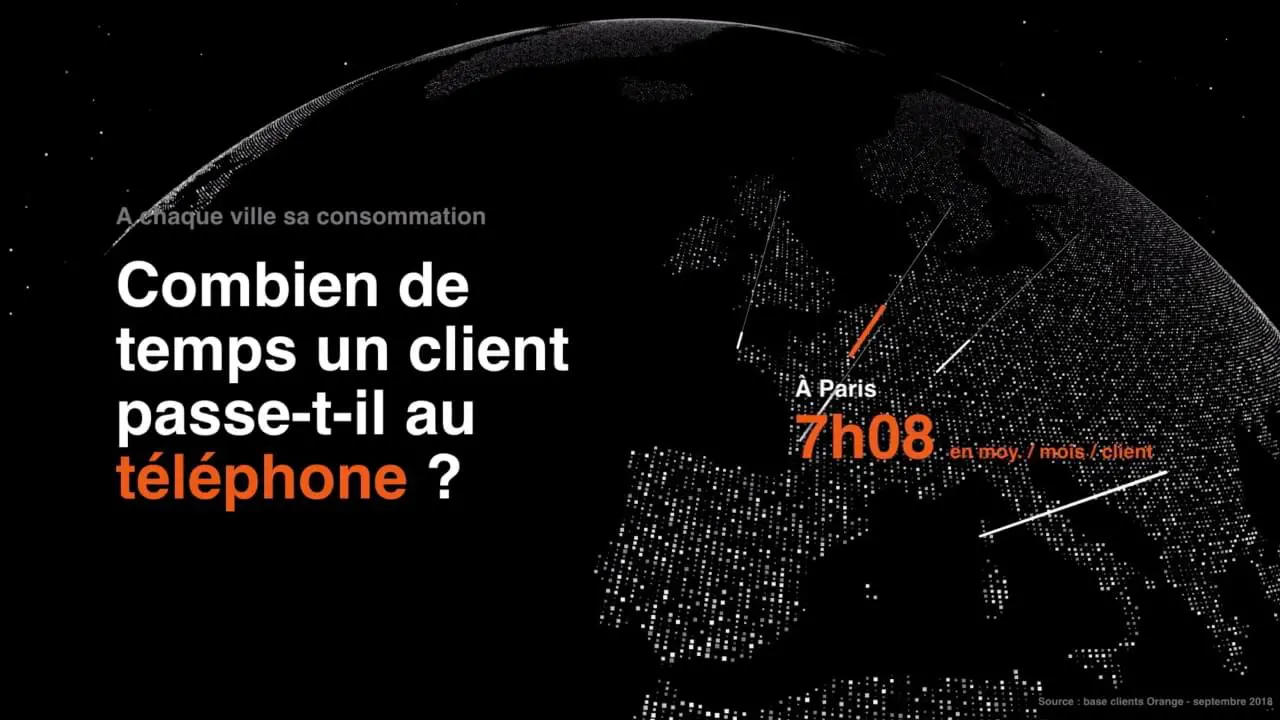 A chaque ville sa consommation
Combien de
temps un client
passe-t-il au
téléphone ?
À Paris
7h08 en moy. / mois / client
Source : base clients Orange - septembre 2018